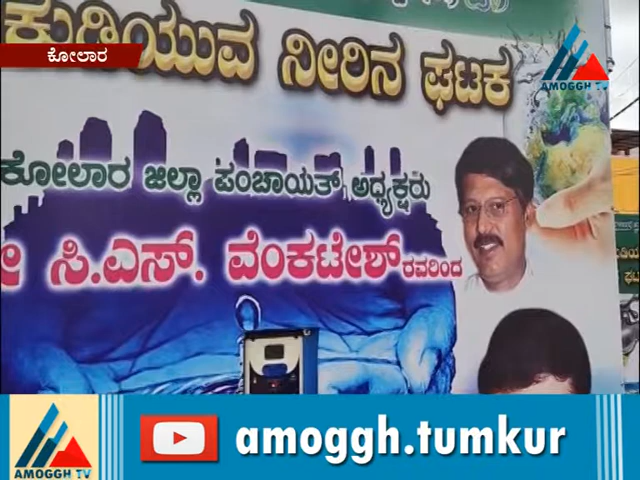 ಕುಡಿಯುವ ನೀರಿನ ಘಟಕ
ಕೋಲಾರ
AMOGGH TV
ಕೋಲಾರ ಜಿಲ್ಲಾ ಪಂಚಾಯತ್ ಅಧ್ಯಕ್ಷರು
ಸಿ.ಎಸ್. ವೆಂಕಟೇಶ್ ರವರಿಂದ
AMOGGH TV
amoggh.tumkur